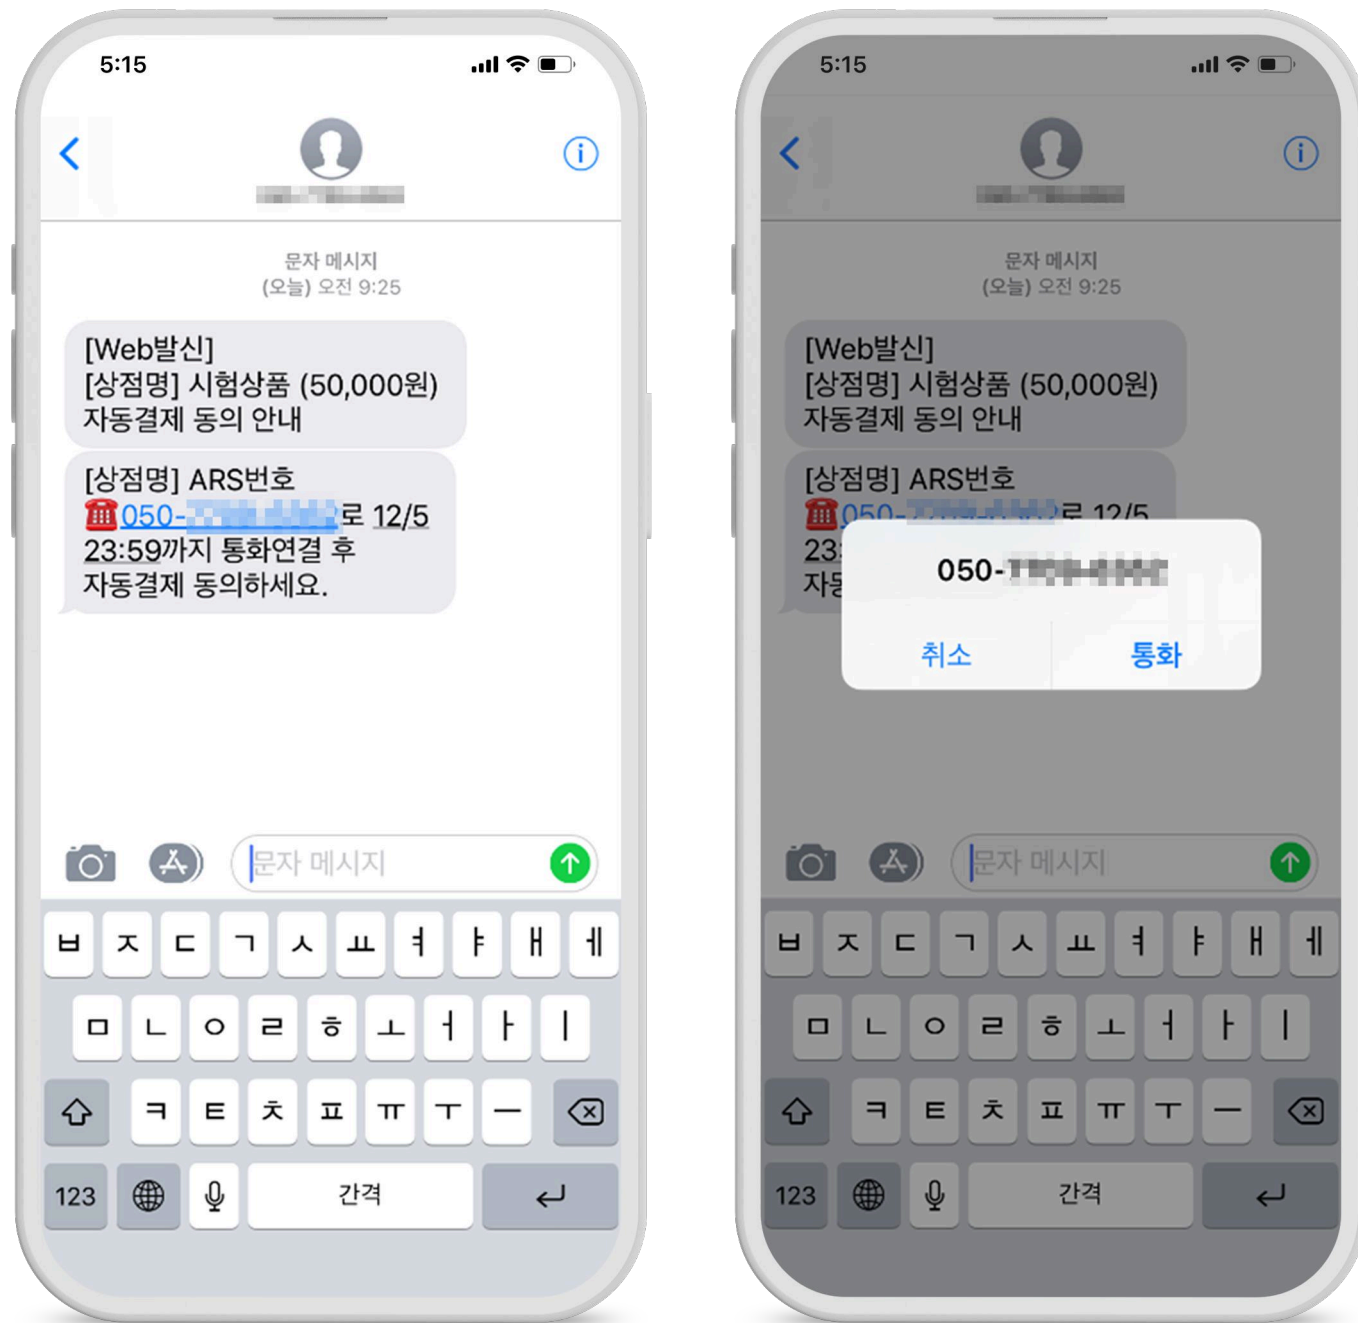 5:15
문자 메시지
(오늘) 오전 9:25
[Web발신]
[상점명] 시험상품 (50,000원)
자동결제 동의 안내
[상점명] ARS번호
☎050-로 12/5
23:59까지 통화연결 후
자동결제 동의하세요.
문자 메시지
ㅂ ㅈ ㄷ ㄱ ㅅ ㅛ ㅕ ㅑ ㅐ ㅔ
ㅁ ㄴ ㅇ ㄹ ㅎ ㅗ ㅓ ㅏ ㅣ
ㅋ ㅌ ㅊ ㅍ ㅠ ㅜ ㅡ
123 간격
5:15
문자 메시지
(오늘) 오전 9:25
[Web발신]
[상점명] 시험상품 (50,000원)
자동결제 동의 안내
[상점명] ARS번호
☎050-로 12/5
23:
자동
050-
취소 통화
문자 메시지
ㅂ ㅈ ㄷ ㄱ ㅅ ㅛ ㅕ ㅑ ㅐ ㅔ
ㅁ ㄴ ㅇ ㄹ ㅎ ㅗ ㅓ ㅏ ㅣ
ㅋ ㅌ ㅊ ㅍ ㅠ ㅜ ㅡ
123 간격